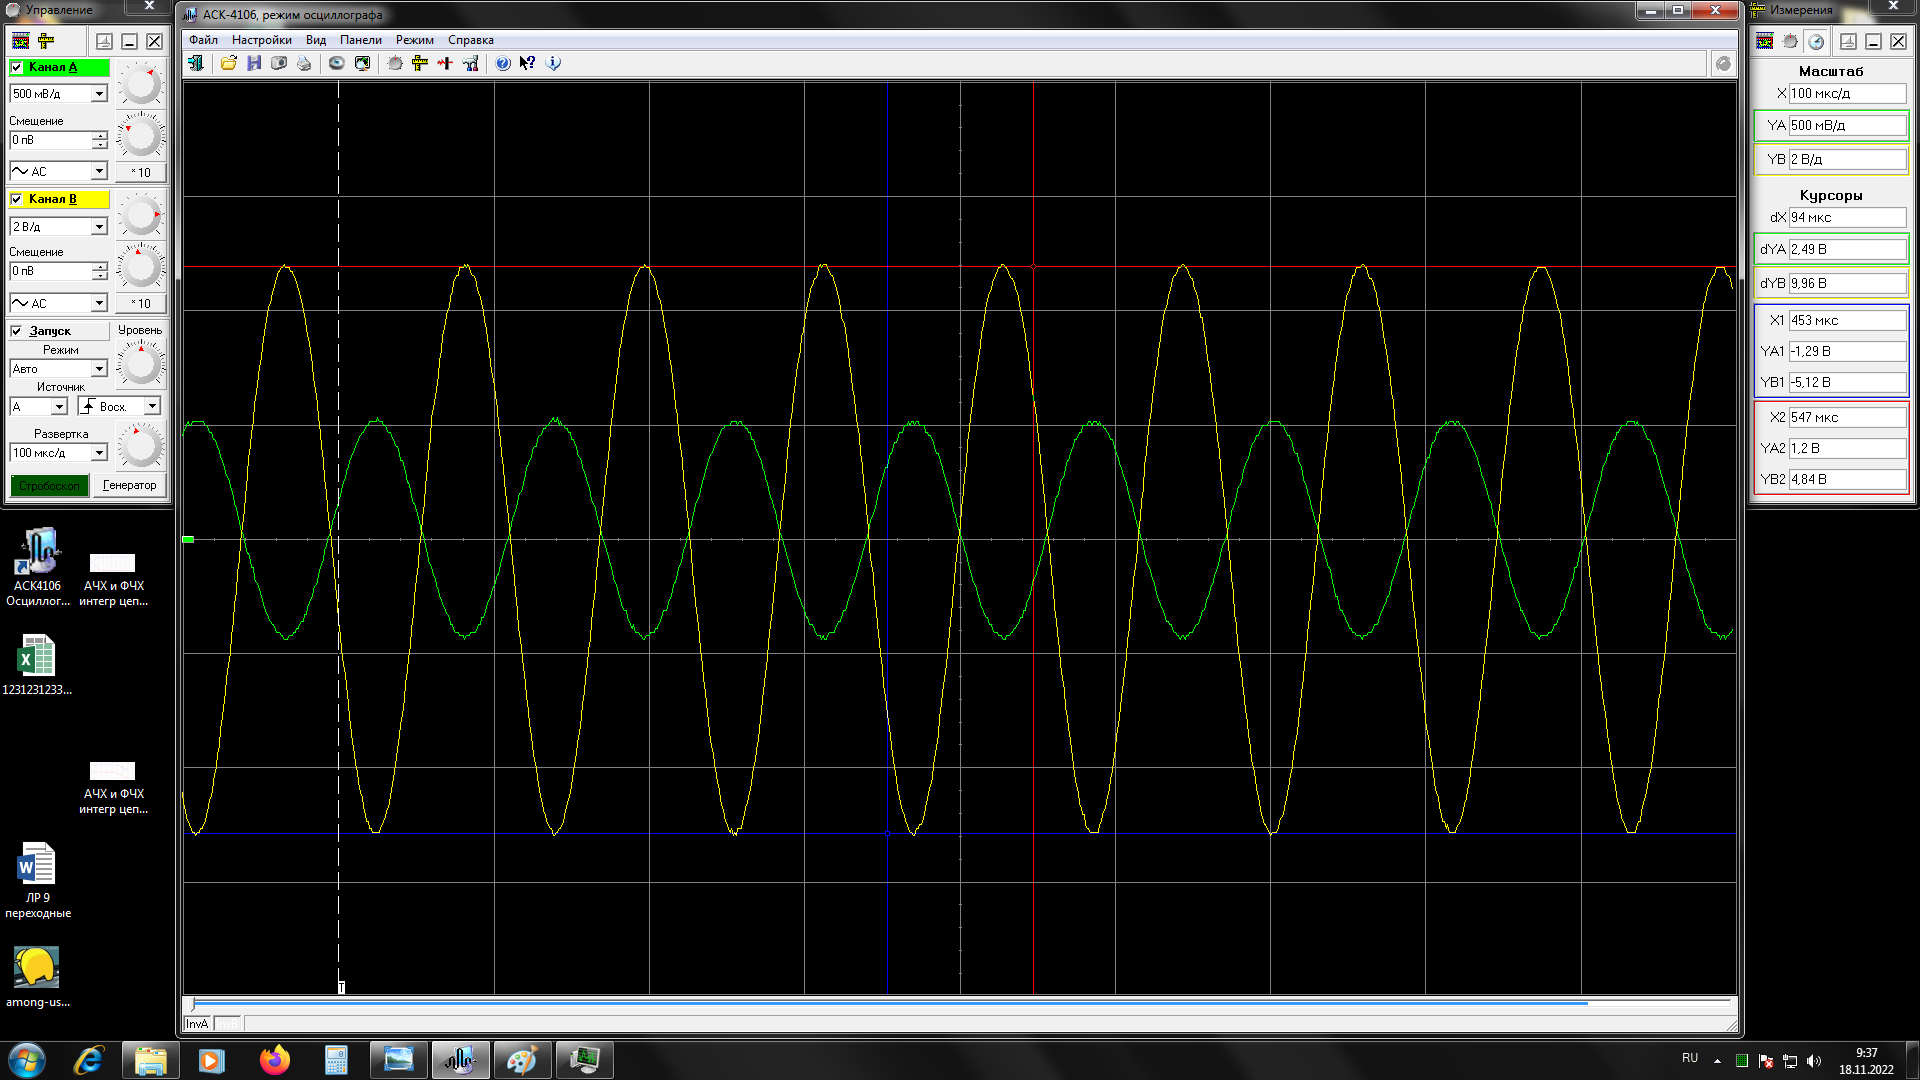 Управление
Канал A
500 мВ/д
Смещение
0 пВ
AC
* 10
Канал B
2 В/д
Смещение
0 пВ
AC
* 10
Запуск
Уровень
Режим
Авто
Источник
A
Восх.
Развертка
100 мкс/д
Стробоскоп
Генератор
АСК-4106, режим осциллографа
Файл Настройки Вид Панели Режим Справка
T
InvA
Измерения
Масштаб
X 100 мкс/д
YA 500 мВ/д
YB 2 В/д
Курсоры
dX 94 мкс
dYA 2,49 В
dYB 9,96 В
X1 453 мкс
YA1 -1,29 В
YB1 -5,12 В
X2 547 мкс
YA2 1,2 В
YB2 4,84 В
АСК4106
Осциллог...
АЧХ и ФЧХ
интегр цеп...
1231231233...
АЧХ и ФЧХ
интегр цеп...
ЛР 9
переходные
among-us...
RU
9:37
18.11.2022